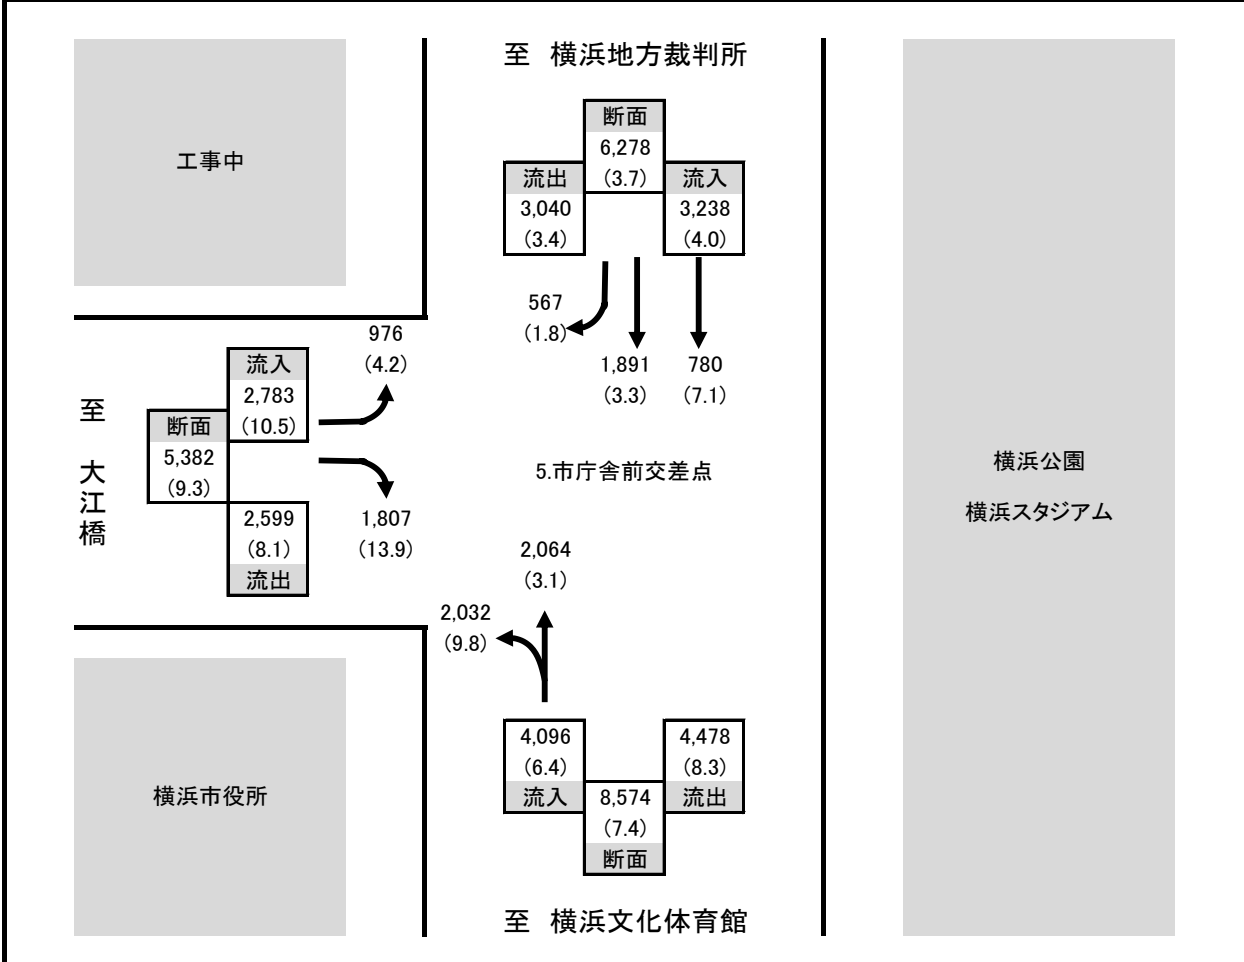 至 横浜地方裁判所
断面
6,278
(3.7)
流出
3,040
(3.4)
流入
3,238
(4.0)
工事中
567
(1.8)
1,891
(3.3)
780
(7.1)
976
(4.2)
流入
2,783
(10.5)
断面
5,382
(9.3)
2,599
(8.1)
流出
至 大江橋
1,807
(13.9)
5.市庁舎前交差点
横浜公園
横浜スタジアム
2,064
(3.1)
2,032
(9.8)
4,096
(6.4)
流入
4,478
(8.3)
流出
8,574
(7.4)
断面
横浜市役所
至 横浜文化体育館